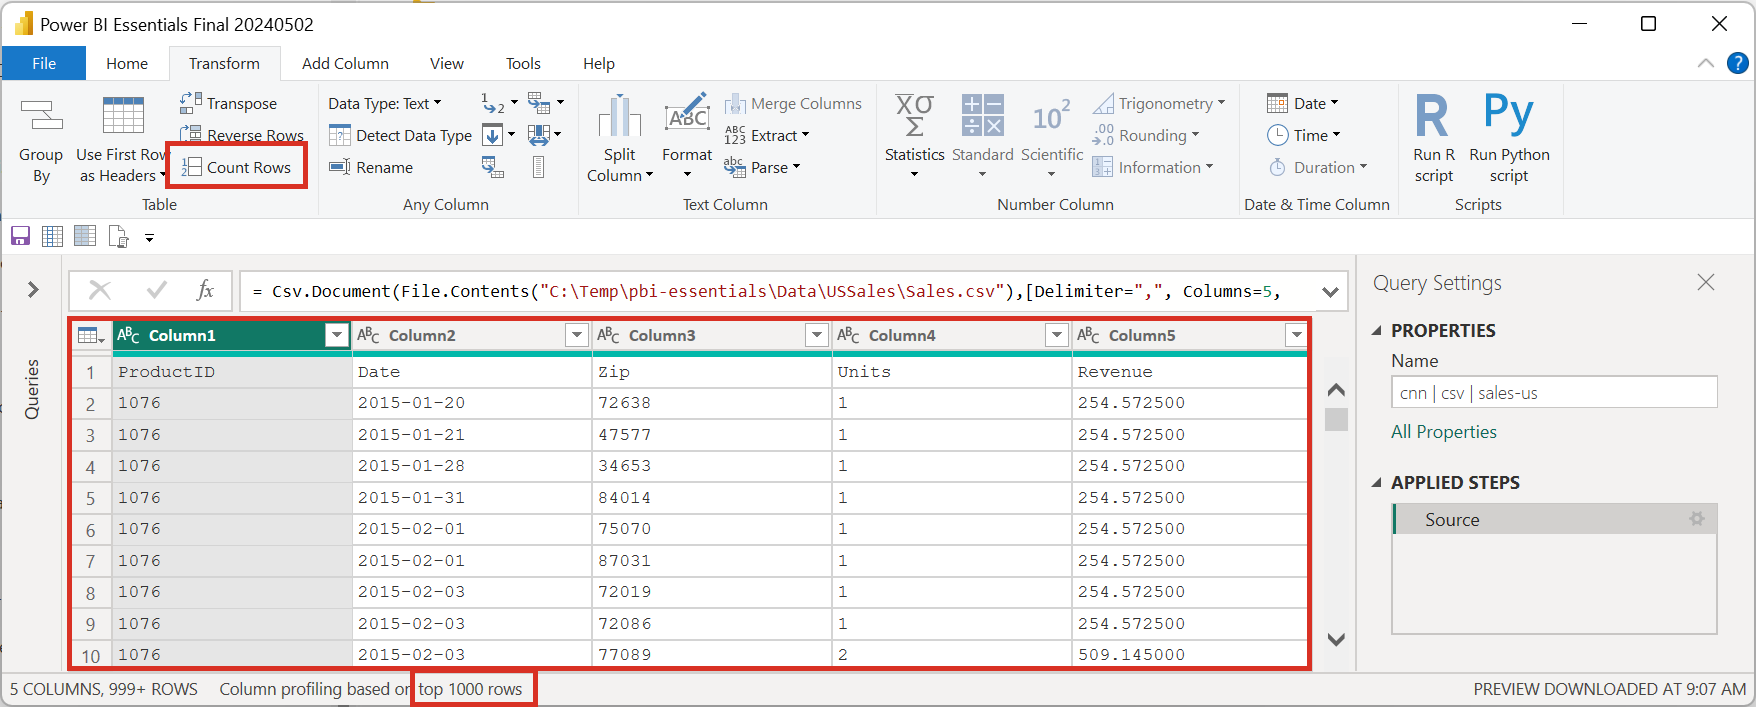 Power BI Essentials Final 20240502
File Home Transform Add Column View Tools Help
Group By
Use First Row as Headers
Transpose
Reverse Rows
Count Rows
Table
Data Type: Text
Detect Data Type
Rename
Any Column
Split Column
Format
Merge Columns
Extract
Parse
Text Column
Statistics
Standard
Scientific
Trigonometry
Rounding
Information
Number Column
Date
Time
Duration
Date & Time Column
Run R script
Run Python script
Scripts
= Csv.Document(File.Contents("C:\Temp\pbi-essentials\Data\USSales\Sales.csv"),[Delimiter=",", Columns=5,
Queries
Column1 Column2 Column3 Column4 Column5
1 ProductID Date Zip Units Revenue
2 1076 2015-01-20 72638 1 254.572500
3 1076 2015-01-21 47577 1 254.572500
4 1076 2015-01-28 34653 1 254.572500
5 1076 2015-01-31 84014 1 254.572500
6 1076 2015-02-01 75070 1 254.572500
7 1076 2015-02-01 87031 1 254.572500
8 1076 2015-02-03 72019 1 254.572500
9 1076 2015-02-03 72086 1 254.572500
10 1076 2015-02-03 77089 2 509.145000
Query Settings
PROPERTIES
Name
cnn | csv | sales-us
All Properties
APPLIED STEPS
Source
5 COLUMNS, 999+ ROWS Column profiling based on top 1000 rows
PREVIEW DOWNLOADED AT 9:07 AM